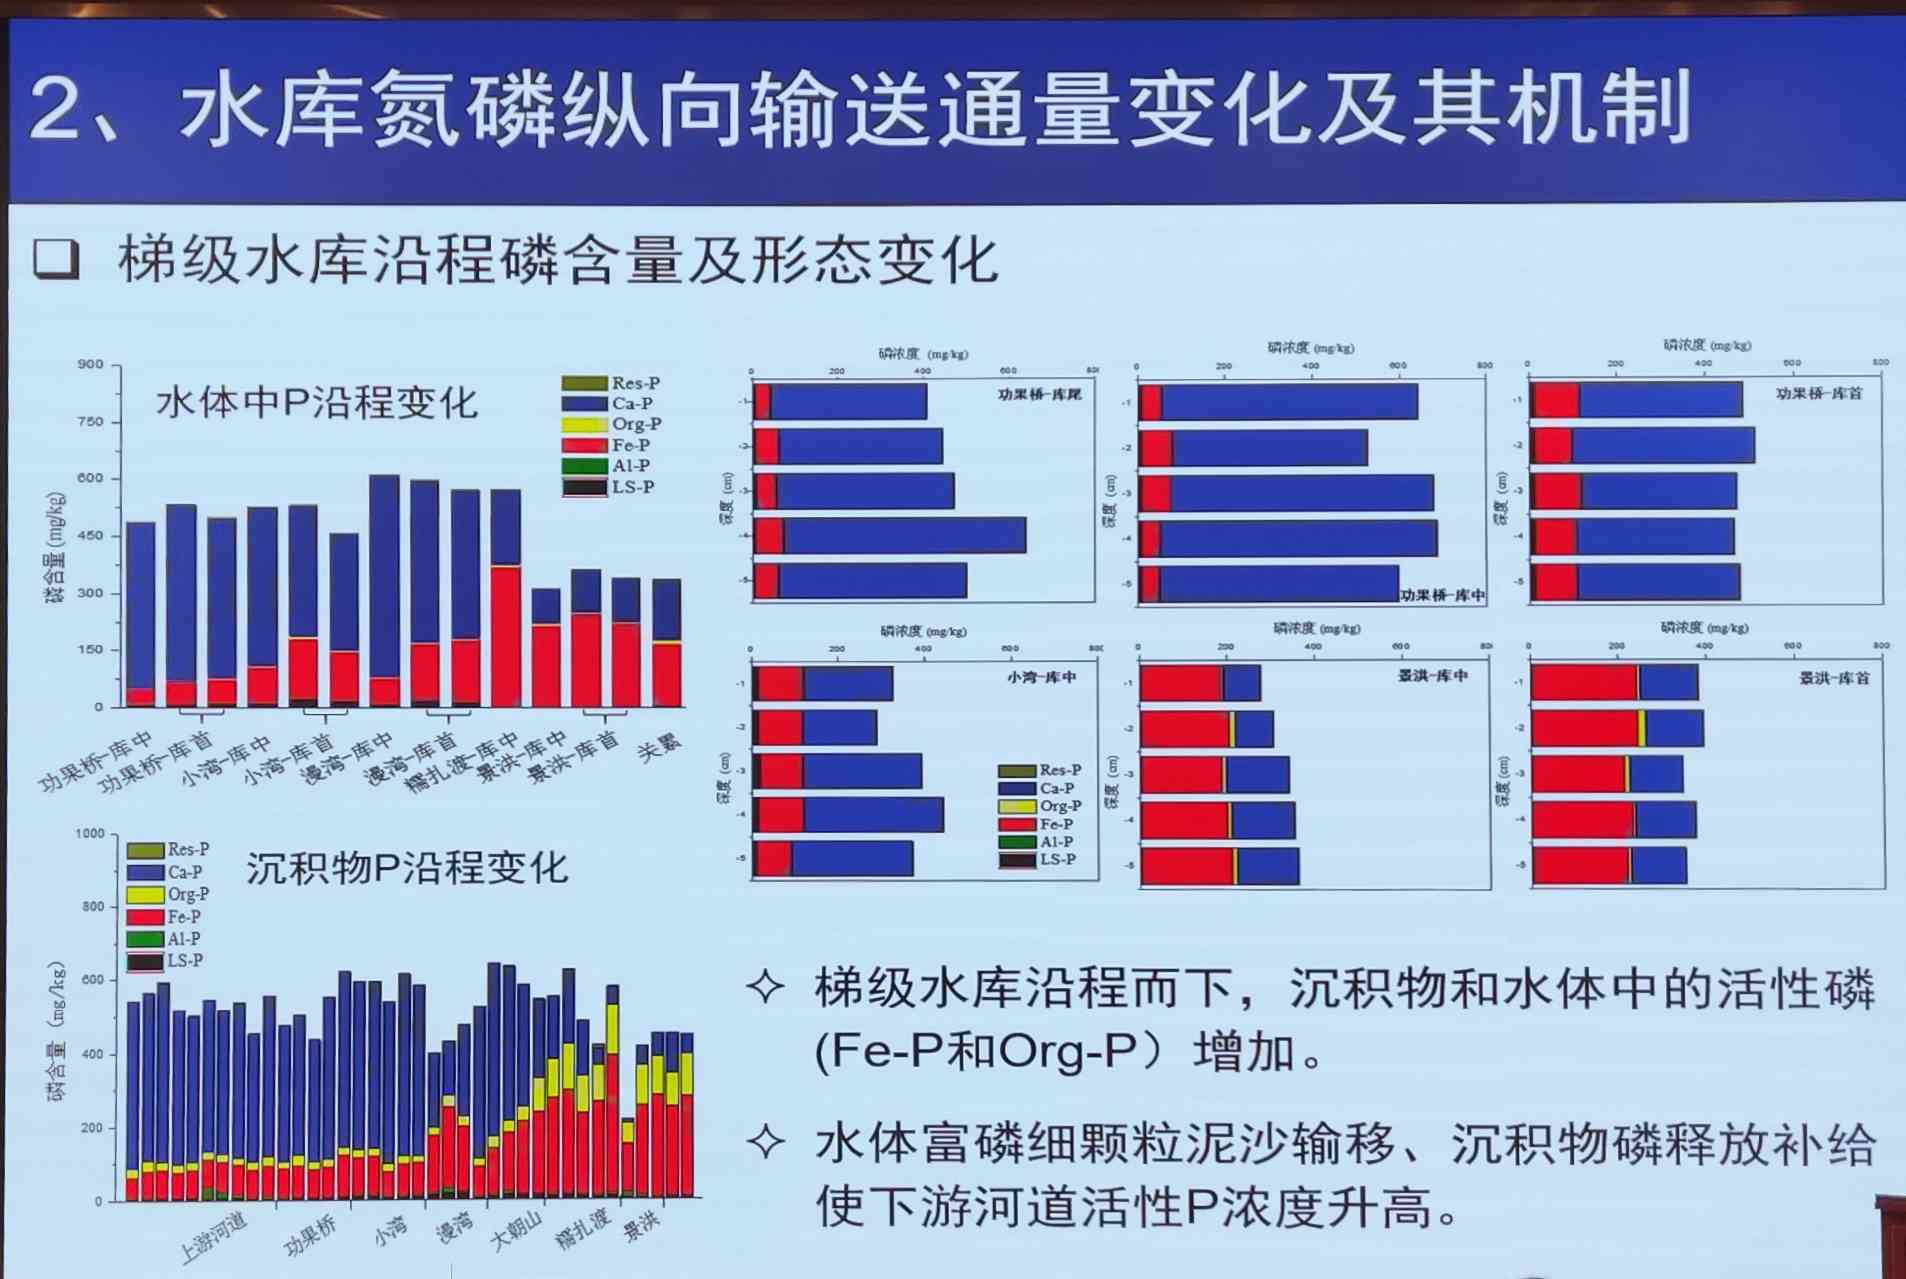 2、水库氮磷纵向输送通量变化及其机制
❑ 梯级水库沿程磷含量及形态变化
水体中P沿程变化
磷含量 (mg/kg)
900
750
600
450
300
150
0
Res-P
Ca-P
Org-P
Fe-P
Al-P
LS-P
功果桥-库中
功果桥-库首
小湾-库中
小湾-库首
漫湾-库中
漫湾-库首
糯扎渡-库中
景洪-库中
景洪-库首
关累
磷浓度 (mg/kg)
0 200 400 600 800
功果桥-库尾
深度 (cm)
-1
-2
-3
-4
-5
磷浓度 (mg/kg)
0 200 400 600 800
功果桥-库中
深度 (cm)
-1
-2
-3
-4
-5
磷浓度 (mg/kg)
0 200 400 600 800
功果桥-库首
深度 (cm)
-1
-2
-3
-4
-5
磷浓度 (mg/kg)
0 200 400 600 800
小湾-库中
深度 (cm)
-1
-2
-3
-4
-5
Res-P
Ca-P
Org-P
Fe-P
Al-P
LS-P
磷浓度 (mg/kg)
0 200 400 600 800
景洪-库中
深度 (cm)
-1
-2
-3
-4
-5
磷浓度 (mg/kg)
0 200 400 600 800
景洪-库首
深度 (cm)
-1
-2
-3
-4
-5
沉积物P沿程变化
磷含量（mg/kg）
1000
800
600
400
200
0
Res-P
Ca-P
Org-P
Fe-P
Al-P
LS-P
上游河道
功果桥
小湾
漫湾
大朝山
糯扎渡
景洪
✧ 梯级水库沿程而下，沉积物和水体中的活性磷
(Fe-P和Org-P）增加。
✧ 水体富磷细颗粒泥沙输移、沉积物磷释放补给
使下游河道活性P浓度升高。